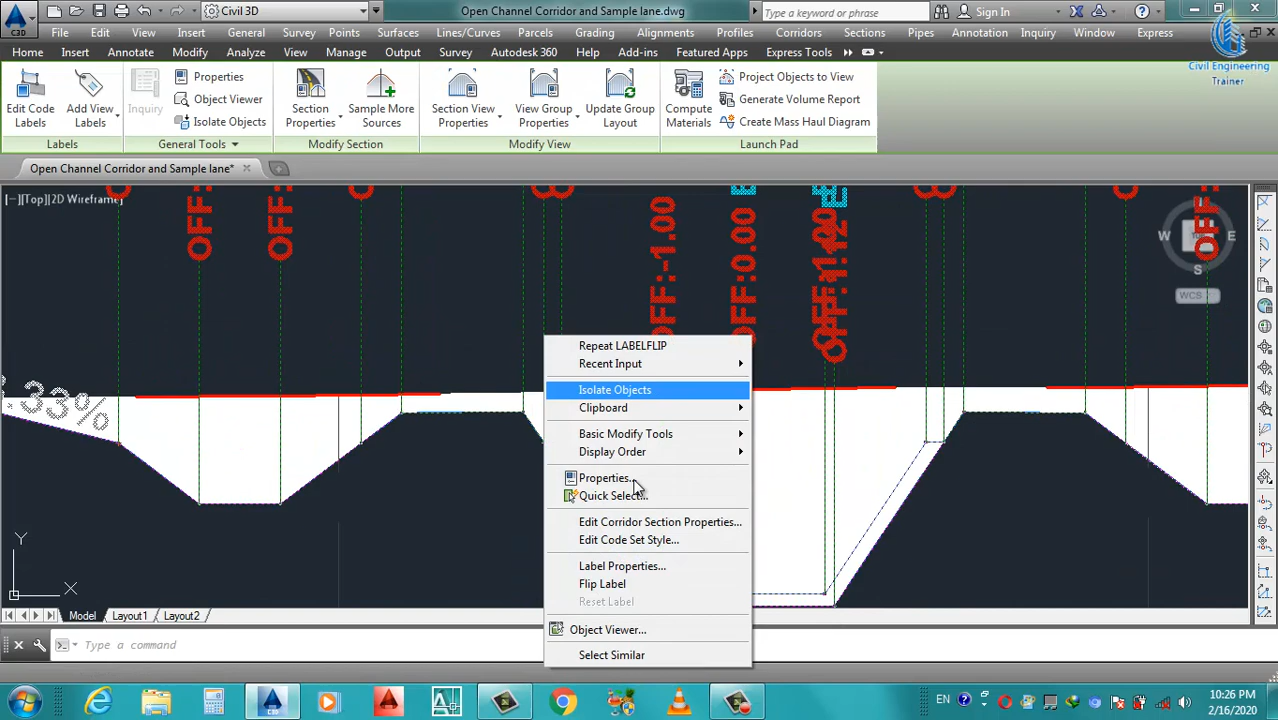 Civil 3D
Open Channel Corridor and Sample lane.dwg
Type a keyword or phrase
Sign In
File Edit View Insert General Survey Points Surfaces Lines/Curves Parcels Grading Alignments Profiles Corridors Sections Pipes Annotation Inquiry Window Express
Home Insert Annotate Modify Analyze View Manage Output Survey Autodesk 360 Help Add-ins Featured Apps Express Tools
Civil Engineering
Trainer
Edit Code
Labels
Add View
Labels
Inquiry
Properties
Object Viewer
Isolate Objects
Section
Properties
Sample More
Sources
Section View
Properties
View Group
Properties
Update Group
Layout
Compute
Materials
Project Objects to View
Generate Volume Report
Create Mass Haul Diagram
Labels General Tools Modify Section Modify View Launch Pad
Open Channel Corridor and Sample lane*
[−][Top][2D Wireframe]
OFF:
OFF:
OFF:-1.00
OFF:0.00
OFF:1.12
OFF:
W E
S
WCS
33%
Repeat LABELFLIP
Recent Input
Isolate Objects
Clipboard
Basic Modify Tools
Display Order
Properties...
Quick Select...
Edit Corridor Section Properties...
Edit Code Set Style...
Label Properties...
Flip Label
Reset Label
Object Viewer...
Select Similar
Y
X
Model Layout1 Layout2
Type a command
C3D
EN
10:26 PM
2/16/2020